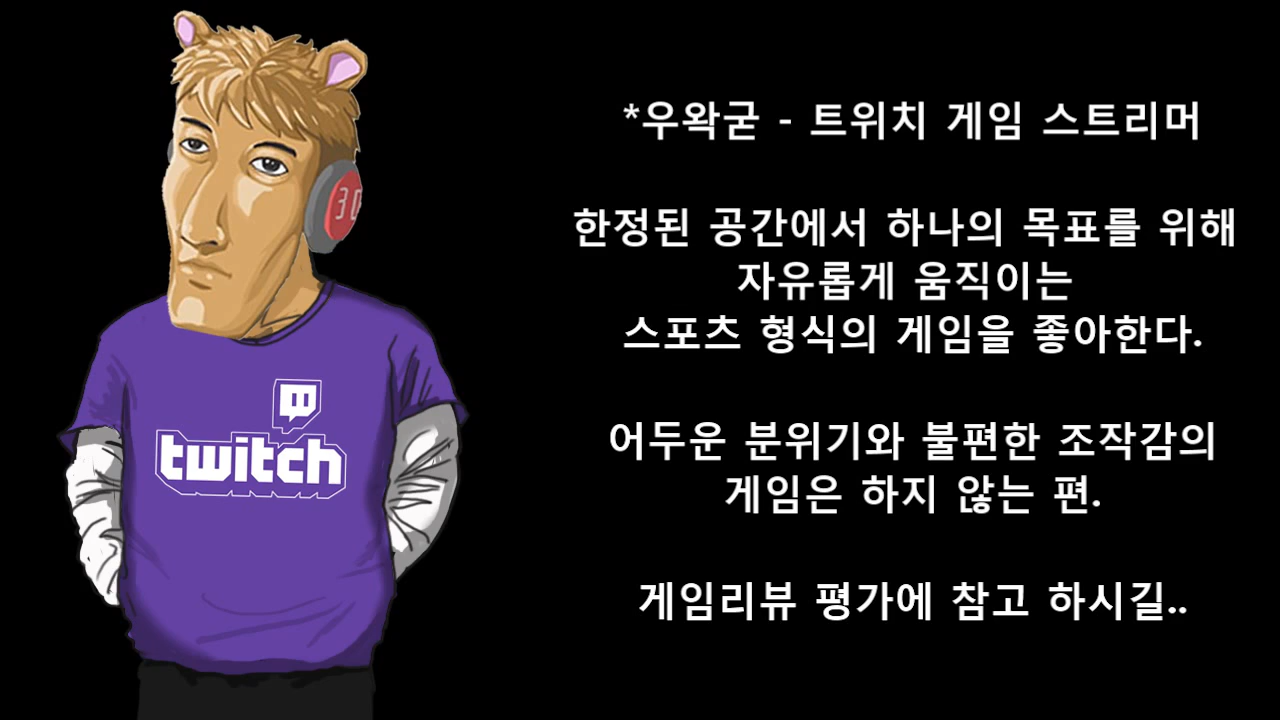 *우왁굳 - 트위치 게임 스트리머
한정된 공간에서 하나의 목표를 위해
자유롭게 움직이는
스포츠 형식의 게임을 좋아한다.
어두운 분위기와 불편한 조작감의
게임은 하지 않는 편.
게임리뷰 평가에 참고 하시길..
twitch